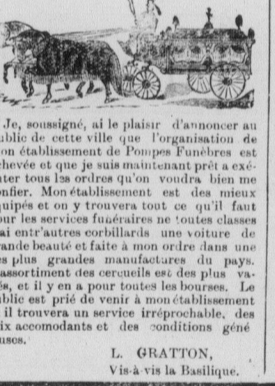 Je, soussigné, ai le plaisir d'annoncer au
ublic de cette ville que l'organisation de
on établissement de Pompes Funèbres est
chevée et que je suis maintenant prêt a exé-
uter tous les ordres qu'on voudra bien me
onfier. Mon établissement est des mieux
quipés et on y trouvera tout ce qu'il faut
our les services funéraires de toutes classes
ai entr'autres corbillards une voiture de
rande beauté et faite à mon ordre dans une
es plus grandes manufactures du pays.
assortiment des cercueils est des plus va-
és, et il y en a pour toutes les bourses. Le
ublic est prié de venir à mon établissement
il trouvera un service irréprochable, des
ix accomodants et des conditions géné
uses.
L. GRATTON,
Vis-à-vis la Basilique.